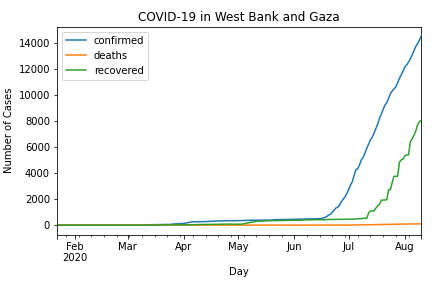 COVID-19 in West Bank and Gaza
confirmed
deaths
recovered
Number of Cases
14000
12000
10000
8000
6000
4000
2000
0
Feb Mar Apr May Jun Jul Aug
2020
Day